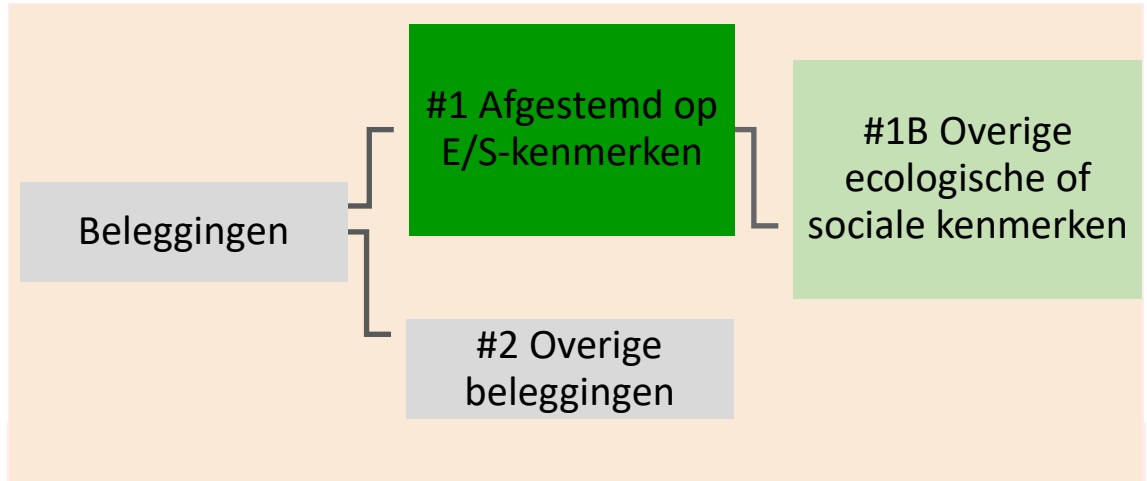 #1 Afgestemd op
E/S-kenmerken
#1B Overige
ecologische of
sociale kenmerken
Beleggingen
#2 Overige
beleggingen